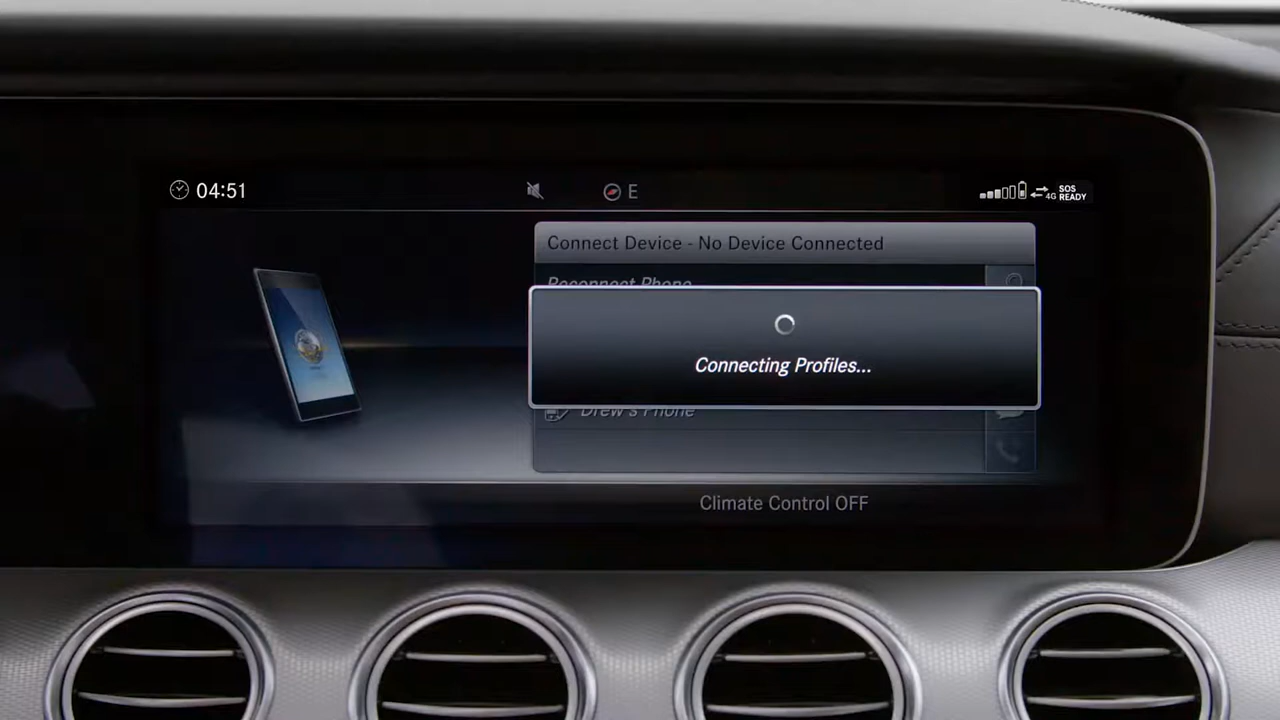 04:51
E
4G
SOS
READY
Connect Device - No Device Connected
Reconnect Phone
Connecting Profiles...
Drew's Phone
Climate Control OFF